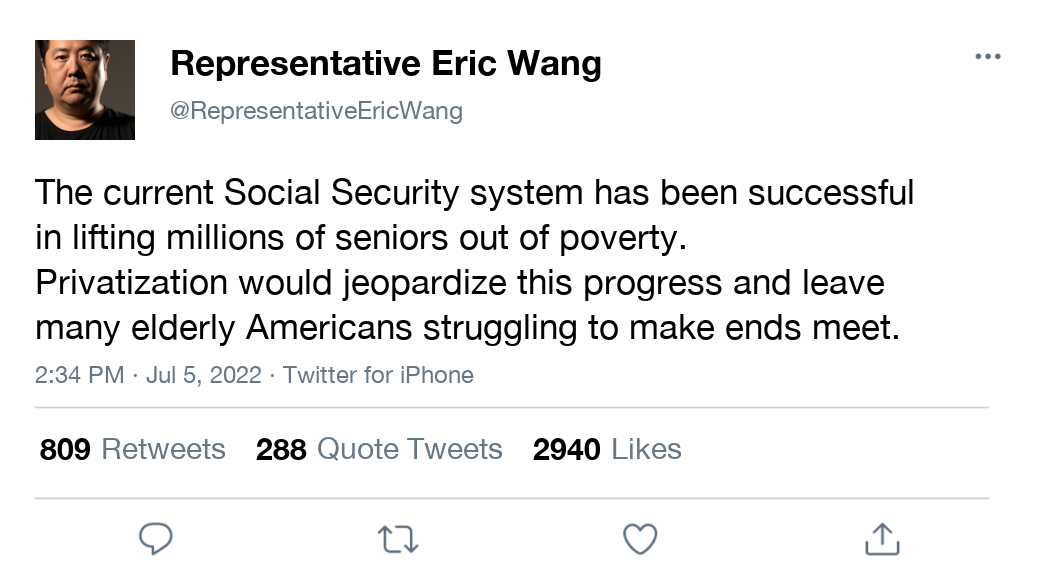 Representative Eric Wang
@RepresentativeEricWang
The current Social Security system has been successful
in lifting millions of seniors out of poverty.
Privatization would jeopardize this progress and leave
many elderly Americans struggling to make ends meet.
2:34 PM · Jul 5, 2022 · Twitter for iPhone
809 Retweets 288 Quote Tweets 2940 Likes